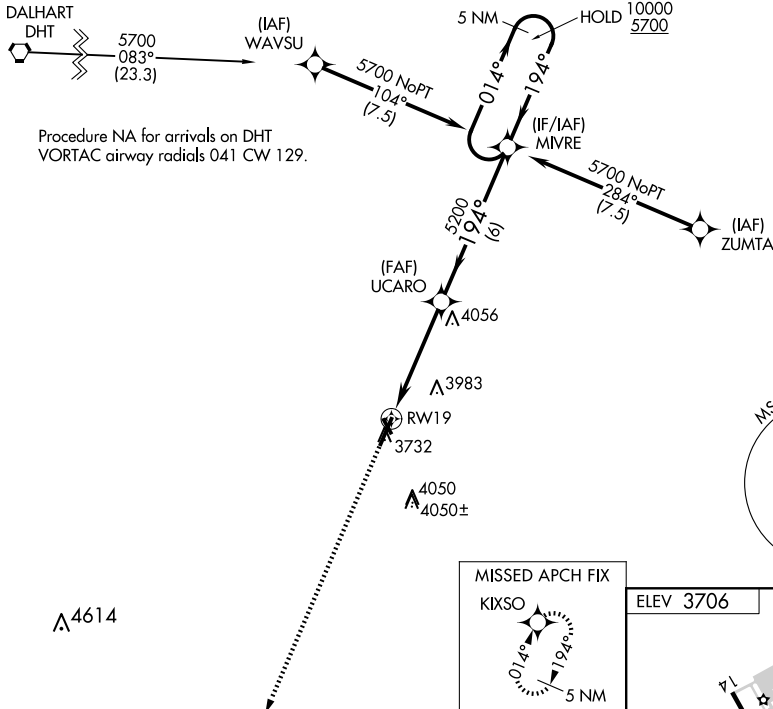 DALHART
DHT
5700
083°
(23.3)
(IAF)
WAVSU
5700 NoPT
104°
(7.5)
5 NM
HOLD
10000
5700
014°
194°
(IF/IAF)
MIVRE
Procedure NA for arrivals on DHT
VORTAC airway radials 041 CW 129.
5700 NoPT
284°
(7.5)
(IAF)
ZUMTA
5200
194°
(6)
(FAF)
UCARO
4056
3983
RW19
3732
4050
4050±
4614
MS
MISSED APCH FIX
KIXSO
014°
194°
5 NM
ELEV 3706
14